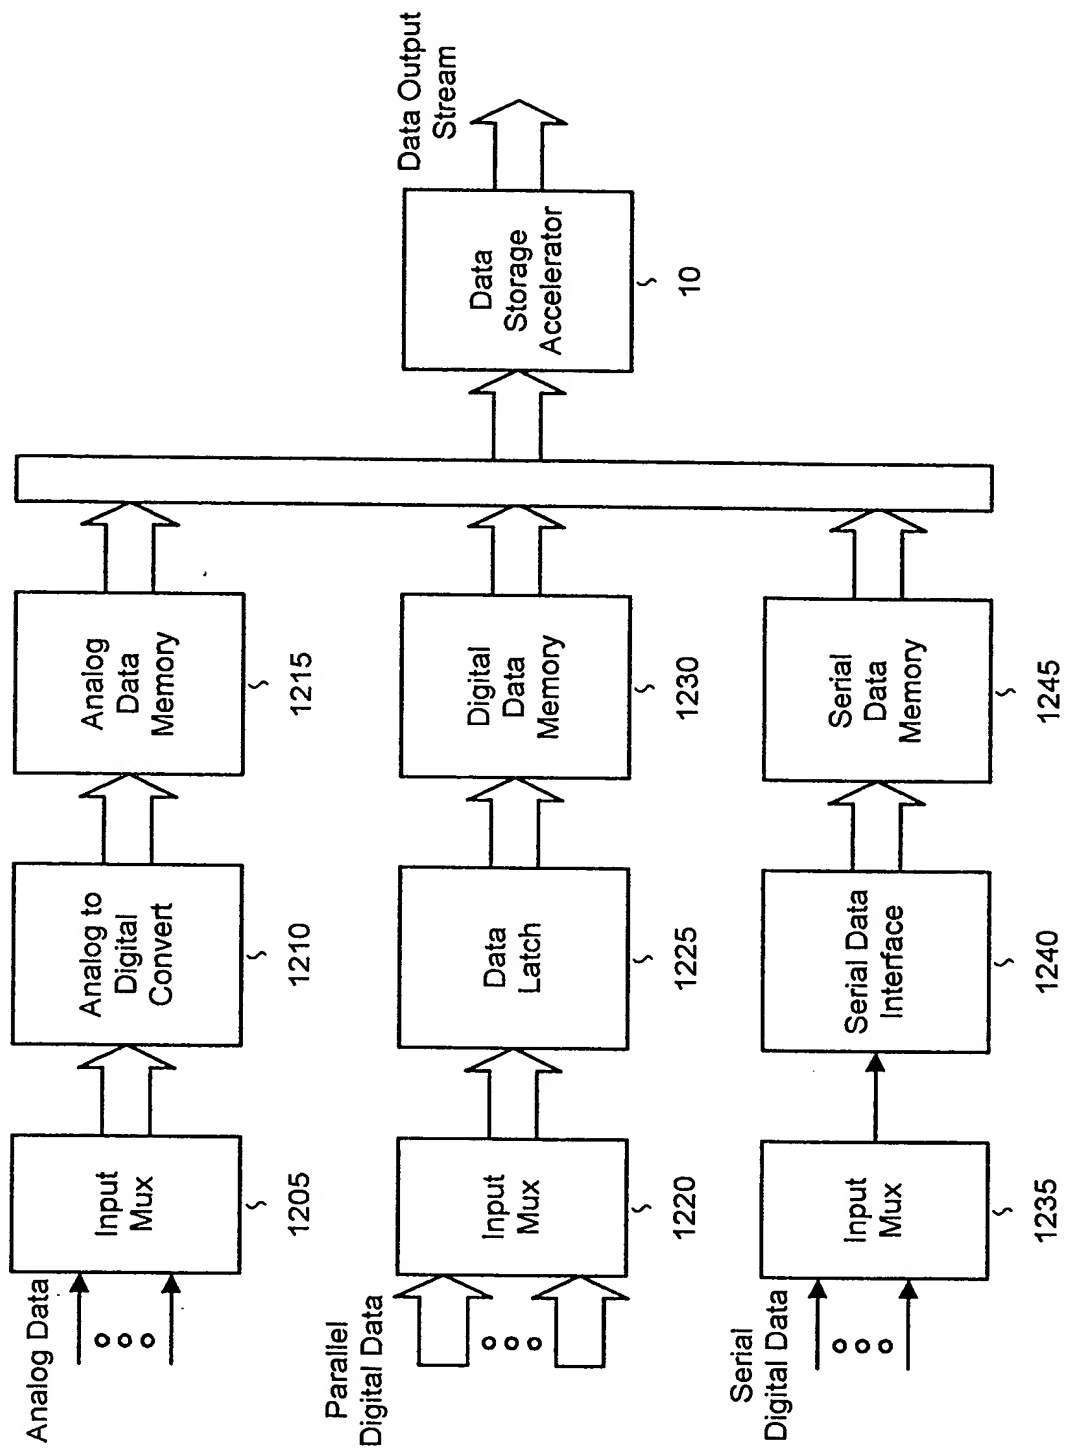 Analog Data
Input
Mux
1205
Analog to
Digital
Convert
1210
Analog
Data
Memory
1215
Parallel
Digital Data
Input
Mux
1220
Data
Latch
1225
Digital
Data
Memory
1230
Serial
Digital Data
Input
Mux
1235
Serial Data
Interface
1240
Serial
Data
Memory
1245
Data
Storage
Accelerator
10
Data Output
Stream